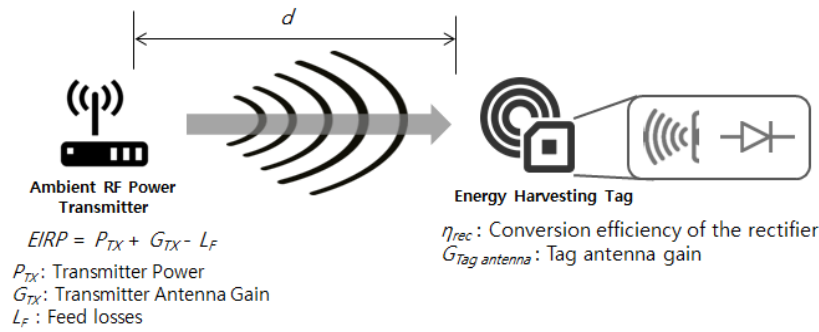 d
Ambient RF Power
Transmitter
EIRP = P_TX + G_TX - L_F
P_TX: Transmitter Power
G_TX: Transmitter Antenna Gain
L_F : Feed losses
Energy Harvesting Tag
η_rec : Conversion efficiency of the rectifier
G_Tag antenna : Tag antenna gain